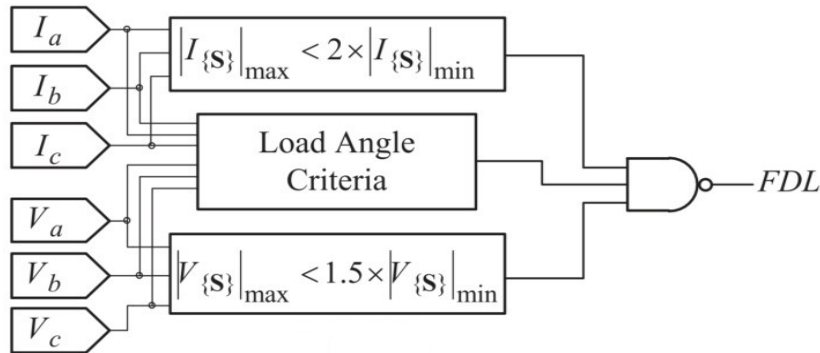 I_a
I_b
I_c
V_a
V_b
V_c
|I_{S}|_max < 2×|I_{S}|_min
Load Angle
Criteria
|V_{S}|_max < 1.5×|V_{S}|_min
FDL